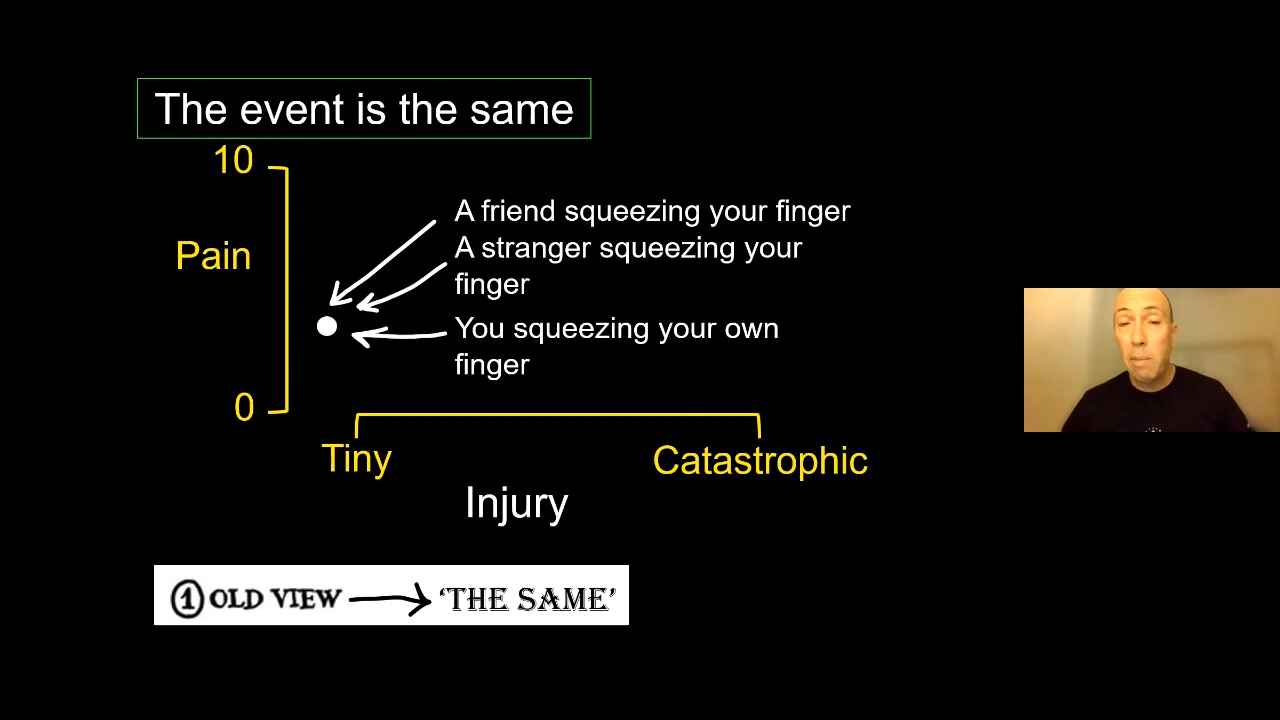 The event is the same
10
Pain
0
A friend squeezing your finger
A stranger squeezing your
finger
You squeezing your own
finger
Tiny
Catastrophic
Injury
① OLD VIEW → ‘THE SAME’